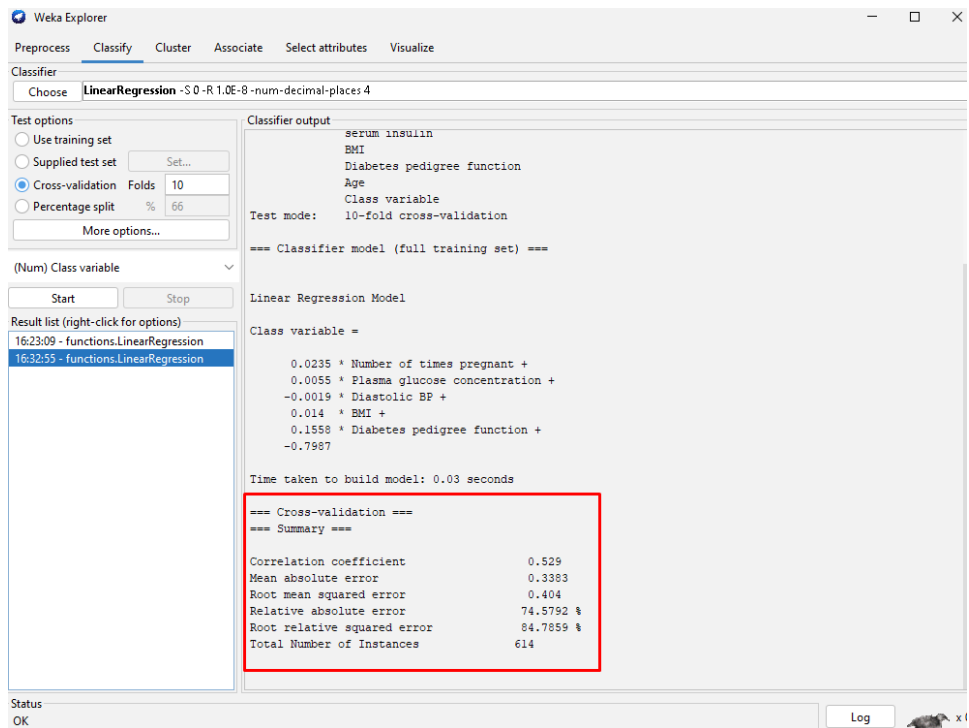 Weka Explorer
Preprocess Classify Cluster Associate Select attributes Visualize
Classifier
Choose LinearRegression -S 0 -R 1.0E-8 -num-decimal-places 4
Test options
Use training set
Supplied test set Set...
Cross-validation Folds 10
Percentage split % 66
More options...
(Num) Class variable
Start Stop
Result list (right-click for options)
16:23:09 - functions.LinearRegression
16:32:55 - functions.LinearRegression
Classifier output
serum insulin
BMI
Diabetes pedigree function
Age
Class variable
Test mode: 10-fold cross-validation
=== Classifier model (full training set) ===
Linear Regression Model
Class variable =
0.0235 * Number of times pregnant +
0.0055 * Plasma glucose concentration +
-0.0019 * Diastolic BP +
0.014 * BMI +
0.1558 * Diabetes pedigree function +
-0.7987
Time taken to build model: 0.03 seconds
=== Cross-validation ===
=== Summary ===
Correlation coefficient 0.529
Mean absolute error 0.3383
Root mean squared error 0.404
Relative absolute error 74.5792 %
Root relative squared error 84.7859 %
Total Number of Instances 614
Status
OK
Log